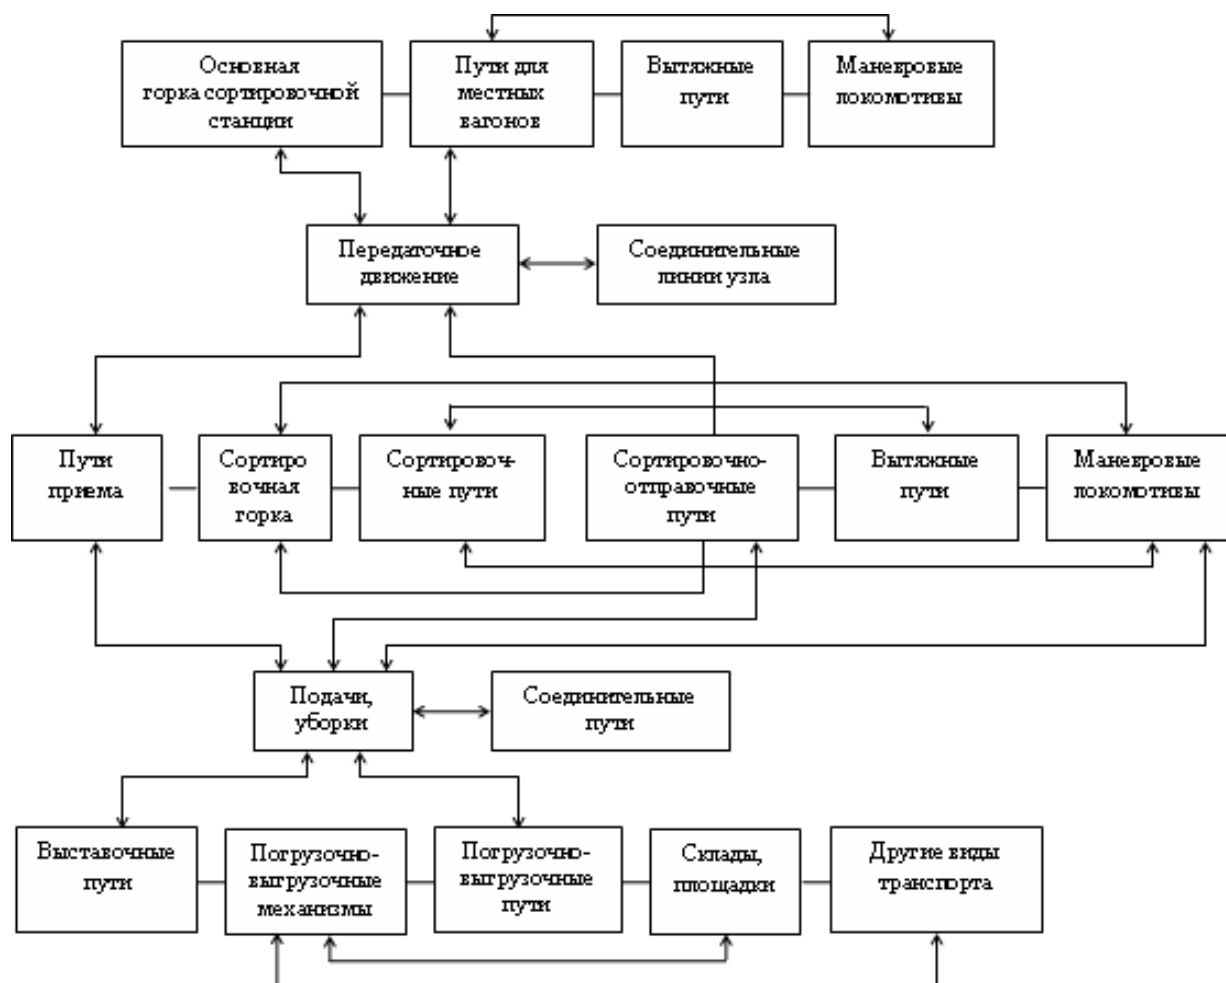 Основная
горка сортировочной
станции
Пути для
местных
вагонов
Вытяжные
пути
Маневровые
локомотивы
Передаточное
движение
Соединительные
линии узла
Пути
приема
Сортиро
вочная
горка
Сортировоч-
ные пути
Сортировочно-
отправочные
пути
Вытяжные
пути
Маневровые
локомотивы
Подачи,
уборки
Соединительные
пути
Выставочные
пути
Погрузочно-
выгрузочные
механизмы
Погрузочно-
выгрузочные
пути
Склады,
площадки
Другие виды
транспорта